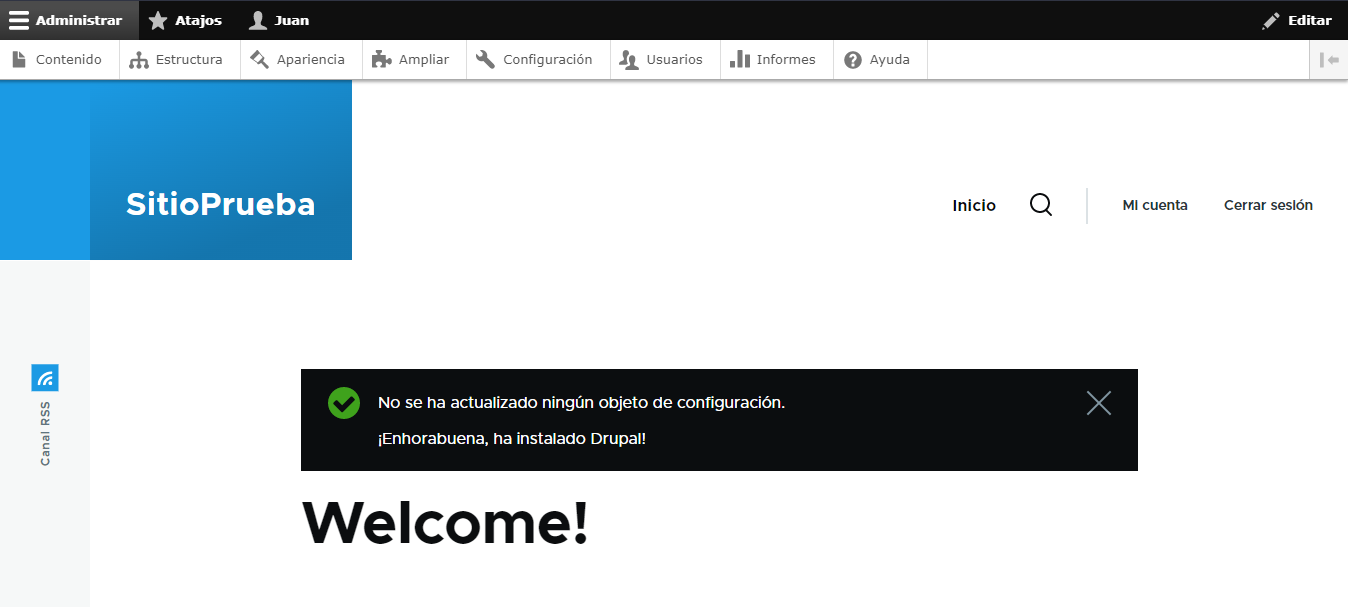 Administrar Atajos Juan Editar
Contenido Estructura Apariencia Ampliar Configuración Usuarios Informes Ayuda
SitioPrueba
Inicio Mi cuenta Cerrar sesión
Canal RSS
No se ha actualizado ningún objeto de configuración.
¡Enhorabuena, ha instalado Drupal!
Welcome!